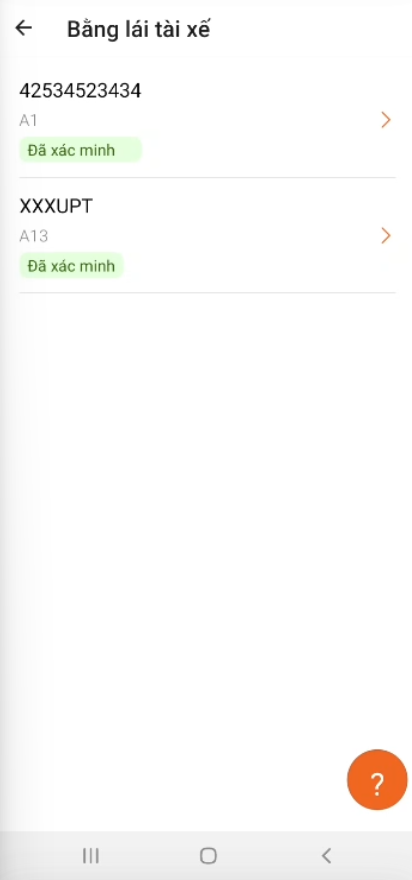 Bằng lái tài xế
42534523434
A1
Đã xác minh
XXXUPT
A13
Đã xác minh
?